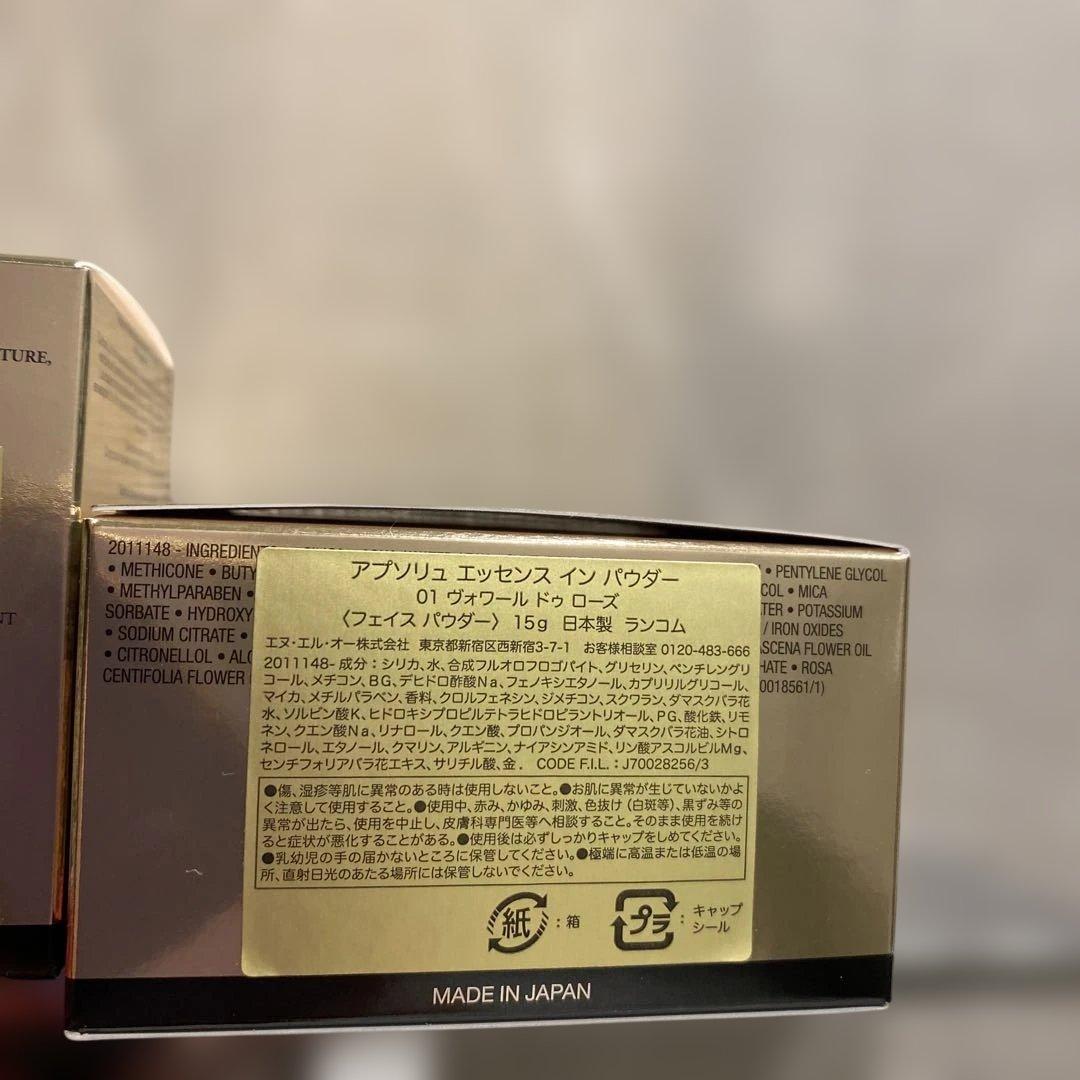 TURE,
2011148 - INGREDIENT
• METHICONE • BUTY
• METHYLPARABEN •
SORBATE • HYDROXY
• SODIUM CITRATE •
• CITRONELLOL • ALC
CENTIFOLIA FLOWER
• PENTYLENE GLYCOL
COL • MICA
TER • POTASSIUM
/ IRON OXIDES
ASCENA FLOWER OIL
HATE • ROSA
0018561/1)
アプソリュ エッセンス イン パウダー
01 ヴォワール ドゥ ローズ
〈フェイス パウダー〉 15g 日本製 ランコム
エヌ・エル・オー株式会社 東京都新宿区西新宿3-7-1 お客様相談室 0120-483-666
2011148- 成分：シリカ、水、合成フルオロフロゴパイト、グリセリン、ペンチレングリ
コール、メチコン、BG、デヒドロ酢酸Na、フェノキシエタノール、カプリリルグリコール、
マイカ、メチルパラベン、香料、クロルフェネシン、ジメチコン、スクワラン、ダマスクバラ花
水、ソルビン酸K、ヒドロキシプロピルテトラヒドロピラントリオール、PG、酸化鉄、リモ
ネン、クエン酸Na、リナロール、クエン酸、プロパンジオール、ダマスクバラ花油、シトロ
ネロール、エタノール、クマリン、アルギニン、ナイアシンアミド、リン酸アスコルビルMg、
センチフォリアバラ花エキス、サリチル酸、金． CODE F.I.L.：J70028256/3
●傷、湿疹等肌に異常のある時は使用しないこと。●お肌に異常が生じていないかよ
く注意して使用すること。●使用中、赤み、かゆみ、刺激、色抜け（白斑等）、黒ずみ等の
異常が出たら、使用を中止し、皮膚科専門医等へ相談すること。そのまま使用を続け
ると症状が悪化することがある。●使用後は必ずしっかりキャップをしめてください。
●乳幼児の手の届かないところに保管してください。●極端に高温または低温の場
所、直射日光のあたる場所には保管しないでください。
紙：箱
プラ：キャップ
シール
MADE IN JAPAN